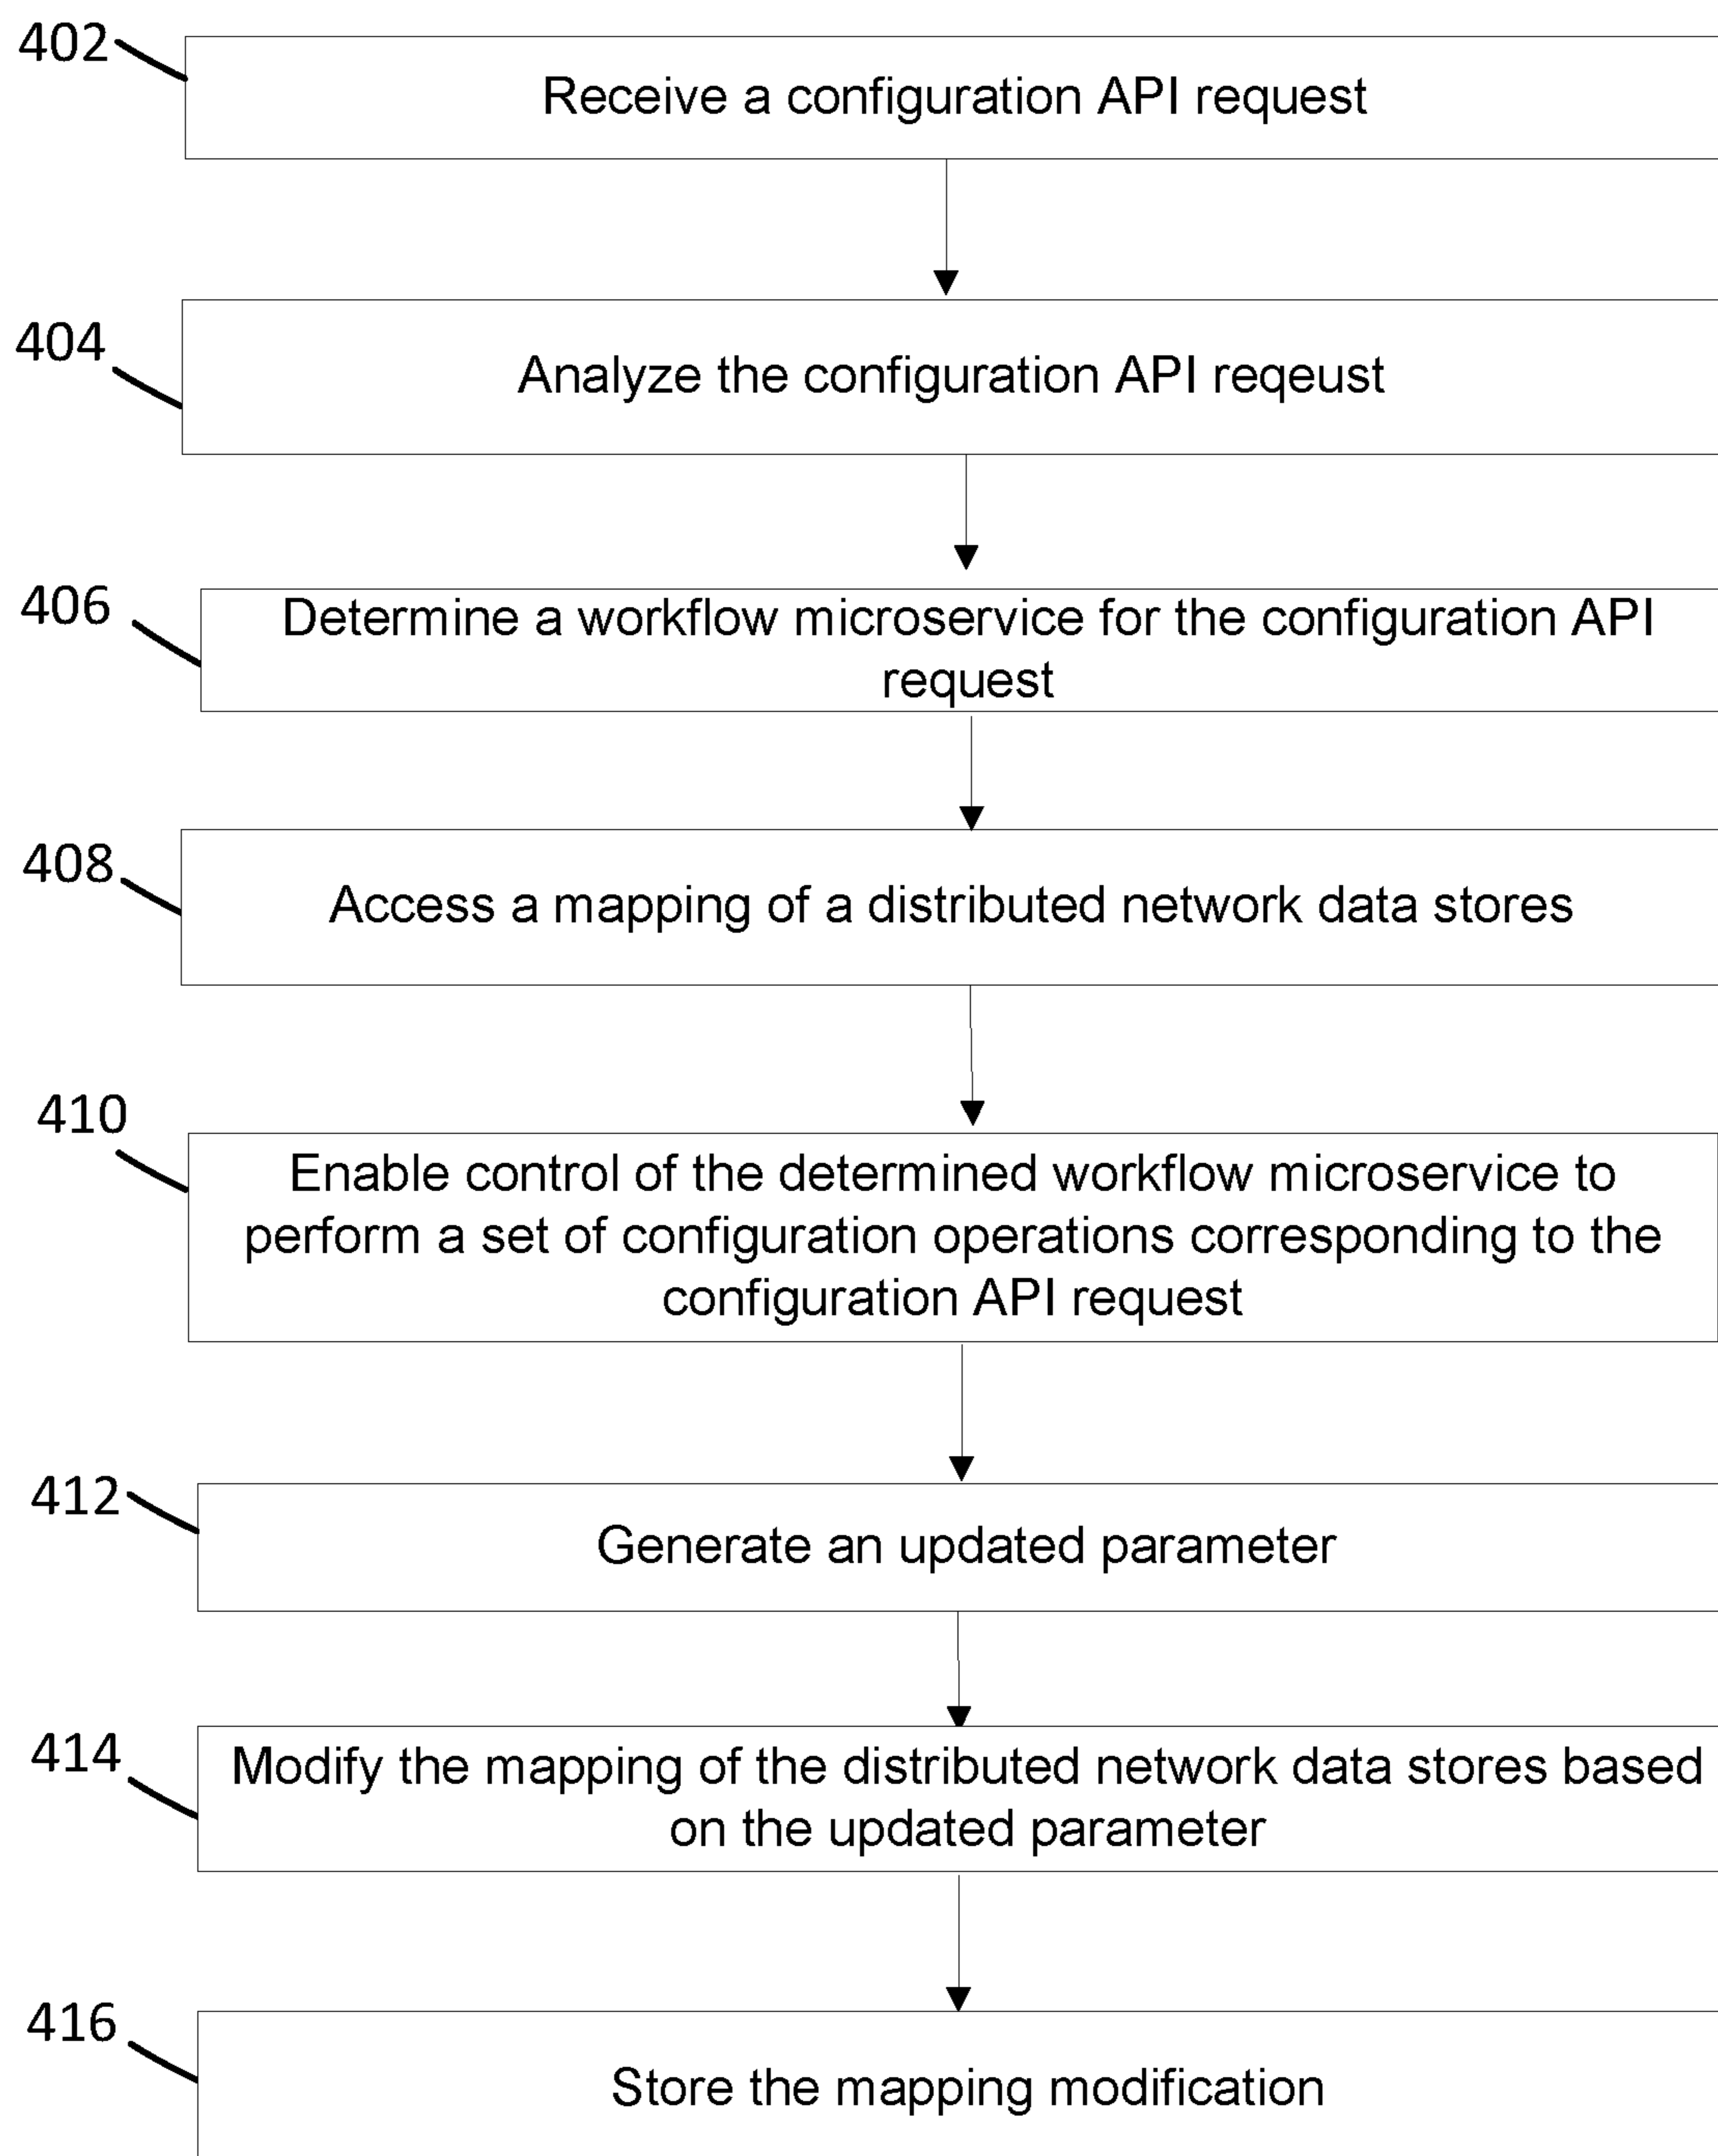 402
Receive a configuration API request
404
Analyze the configuration API reqeust
406
Determine a workflow microservice for the configuration API
request
408
Access a mapping of a distributed network data stores
410
Enable control of the determined workflow microservice to
perform a set of configuration operations corresponding to the
configuration API request
412
Generate an updated parameter
414
Modify the mapping of the distributed network data stores based
on the updated parameter
416
Store the mapping modification